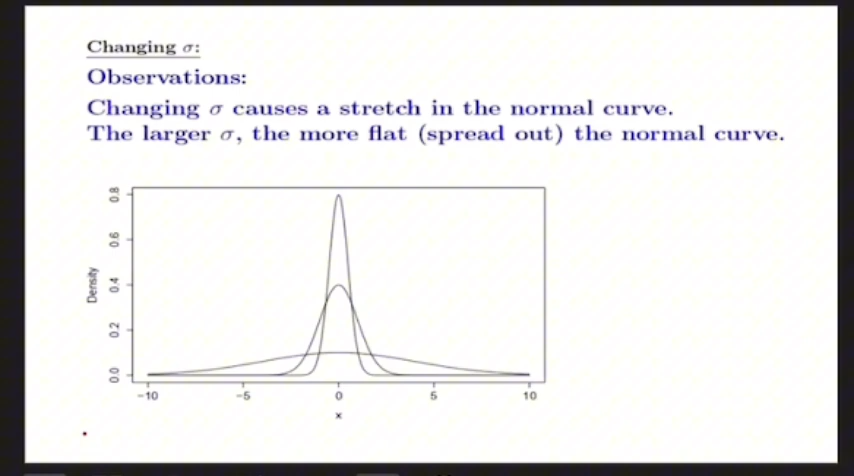 Changing σ:
Observations:
Changing σ causes a stretch in the normal curve.
The larger σ, the more flat (spread out) the normal curve.
Density
0.8
0.6
0.4
0.2
0.0
-10 -5 0 5 10
x